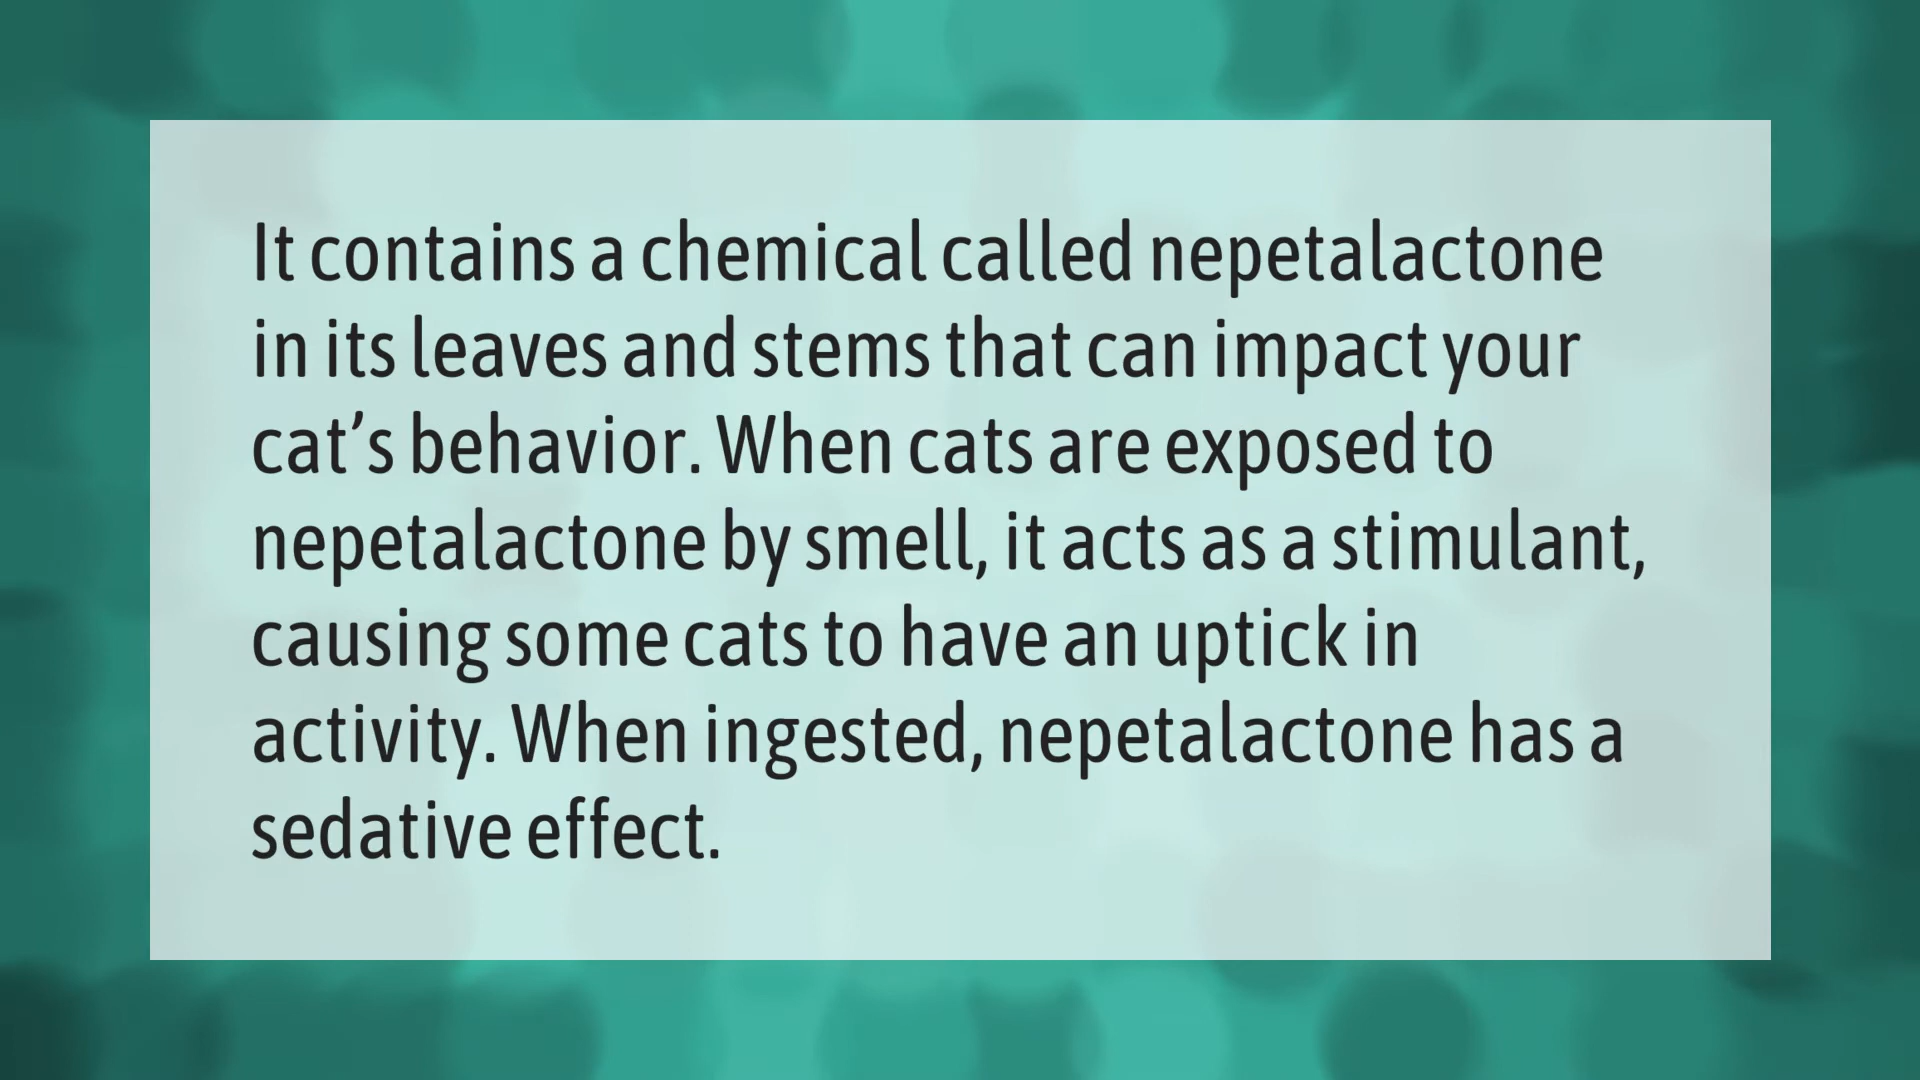 It contains a chemical called nepetalactone
in its leaves and stems that can impact your
cat’s behavior. When cats are exposed to
nepetalactone by smell, it acts as a stimulant,
causing some cats to have an uptick in
activity. When ingested, nepetalactone has a
sedative effect.